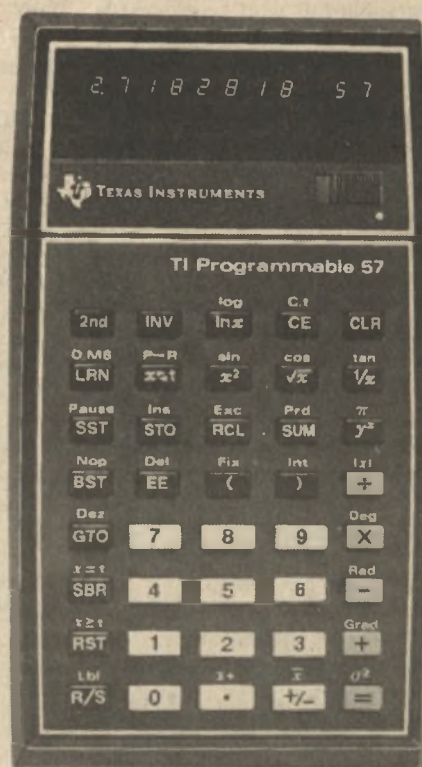 2.7182818 57
TEXAS INSTRUMENTS
TI Programmable 57
log C.t
2nd INV lnx CE CLR
D.MS P→R sin cos tan
LRN x⇄t x² √x 1/x
Pause Ins Exc Prd π
SST STO RCL SUM yˣ
Nop Del Fix Int |x|
BST EE ( ) ÷
Dsz Deg
GTO 7 8 9 X
x=t Rad
SBR 4 5 6 −
x≥t Grad
RST 1 2 3 +
Lbl Σ+ x̄ σ²
R/S 0 . +/− =